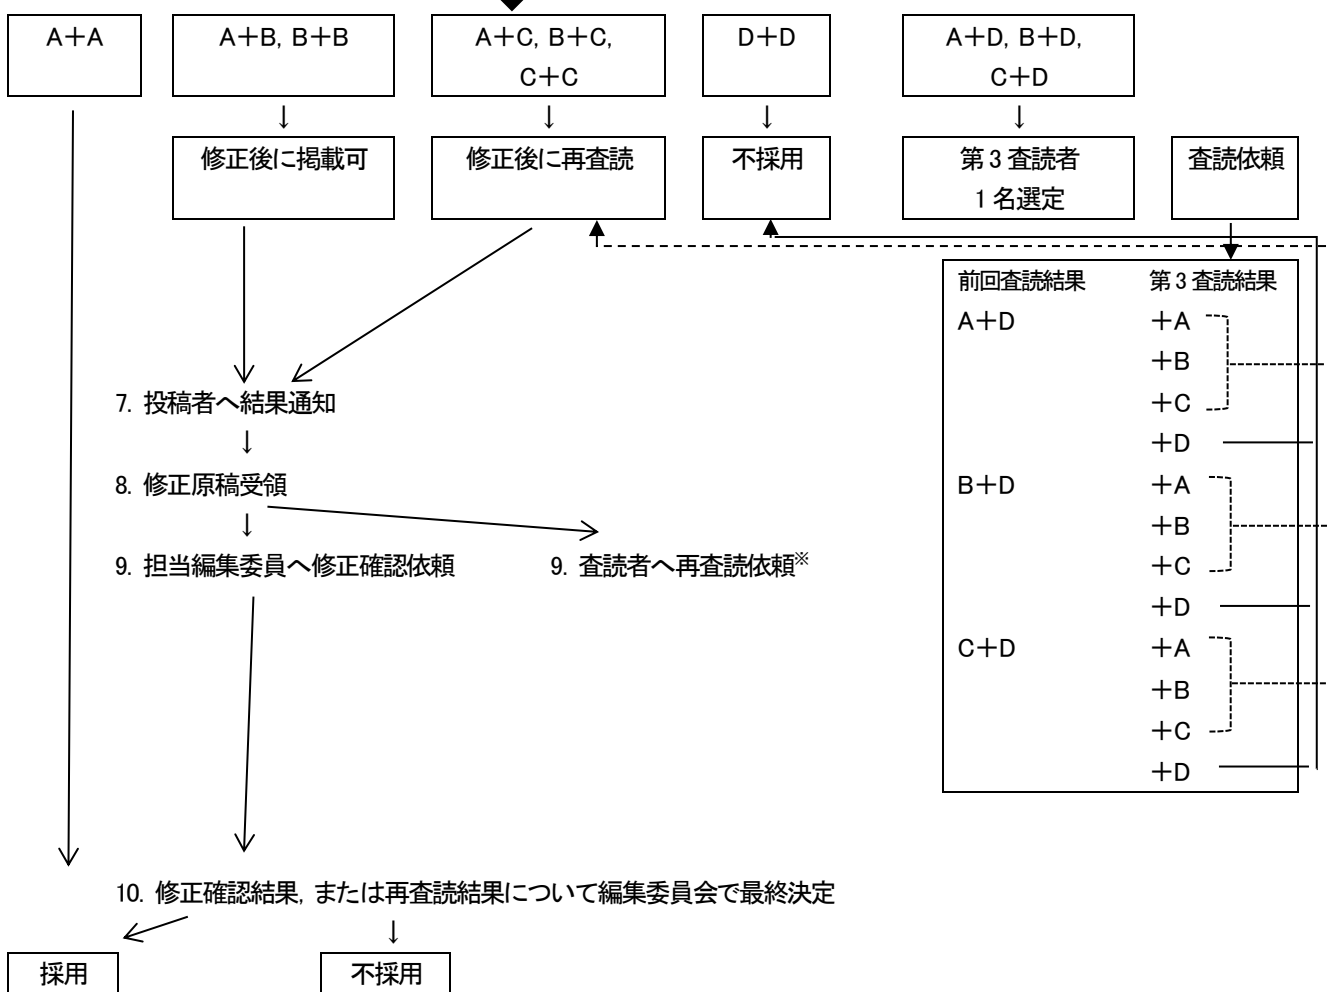 A+A
A+B, B+B
A+C, B+C,
C+C
D+D
A+D, B+D,
C+D
↓ ↓ ↓ ↓
修正後に掲載可
修正後に再査読
不採用
第3査読者
1名選定
査読依頼
前回査読結果 第3査読結果
A+D +A
+B
+C
+D
B+D +A
+B
+C
+D
C+D +A
+B
+C
+D
7. 投稿者へ結果通知
↓
8. 修正原稿受領
↓
9. 担当編集委員へ修正確認依頼
9. 査読者へ再査読依頼※
10. 修正確認結果, または再査読結果について編集委員会で最終決定
↓
採用
不採用